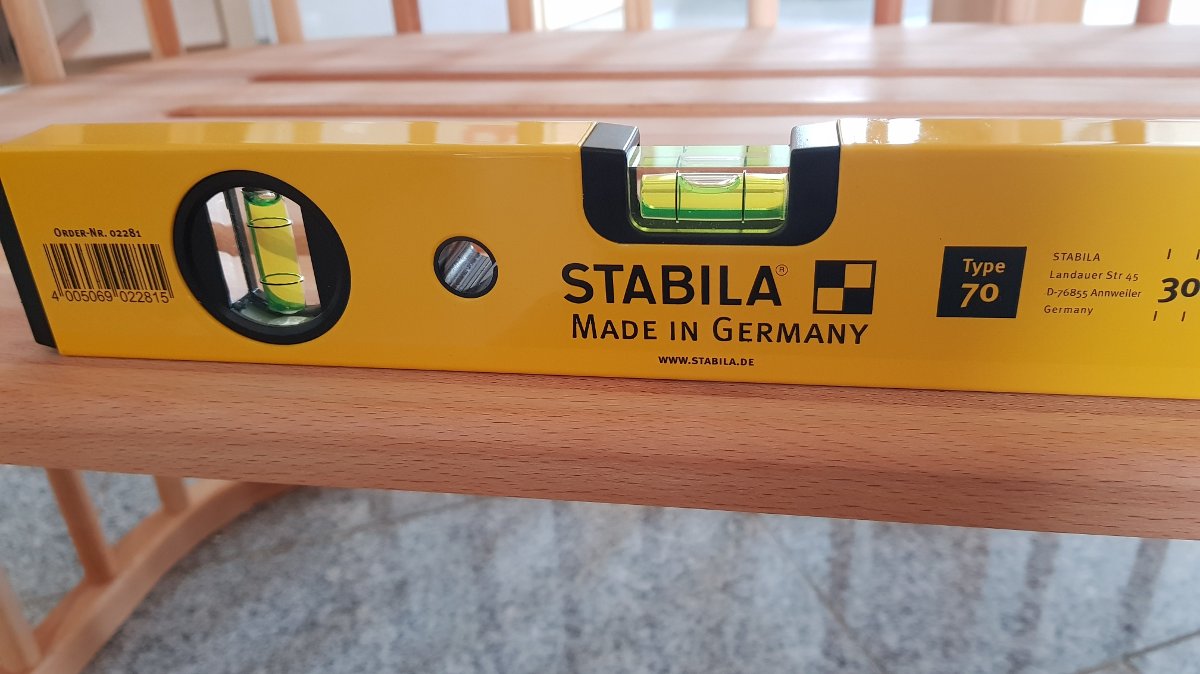 ORDER-NR. 02281
4 005069 022815
STABILA®
MADE IN GERMANY
WWW.STABILA.DE
Type
70
STABILA
Landauer Str 45
D-76855 Annweiler
Germany
30